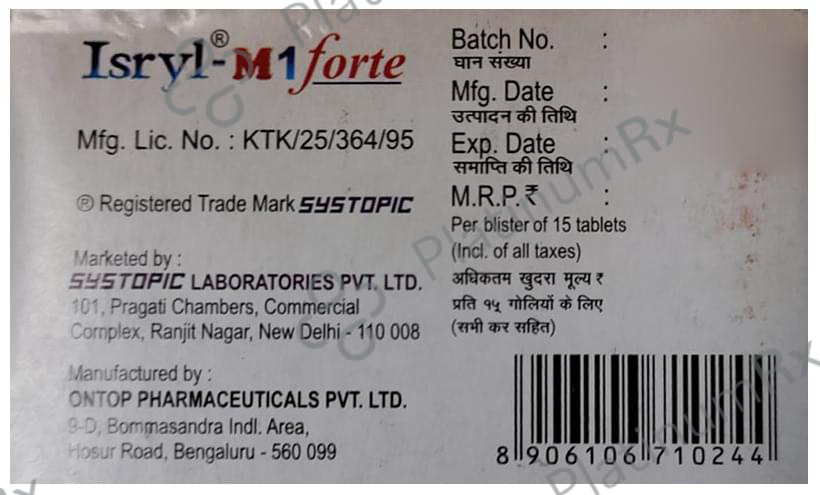 Isryl-® M1 forte
Mfg. Lic. No. : KTK/25/364/95
® Registered Trade Mark SYSTOPIC
Marketed by :
SYSTOPIC LABORATORIES PVT. LTD.
101, Pragati Chambers, Commercial
Complex, Ranjit Nagar, New Delhi - 110 008
Manufactured by :
ONTOP PHARMACEUTICALS PVT. LTD.
9-D, Bommasandra Indl. Area,
Hosur Road, Bengaluru - 560 099
Batch No. :
घान संख्या
Mfg. Date :
उत्पादन की तिथि
Exp. Date :
समाप्ति की तिथि
M.R.P. ₹ :
Per blister of 15 tablets
(Incl. of all taxes)
अधिकतम खुदरा मूल्य ₹
प्रति १५ गोलियों के लिए
(सभी कर सहित)
8 906106 710244
PlatinumRx
PlatinumRx
PlatinumRx